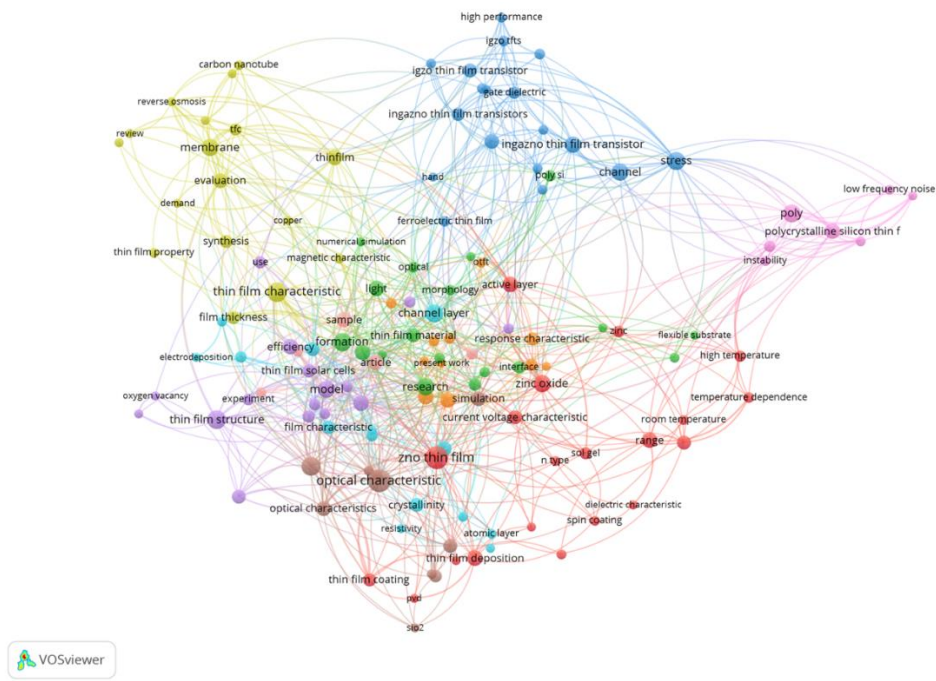 high performance
igzo tfts
carbon nanotube
igzo thin film transistor
gate dielectric
reverse osmosis
ingazno thin film transistors
tfc
review
membrane
ingazno thin film transistor
thinfilm
stress
channel
poly si
hand
evaluation
low frequency noise
demand
poly
copper
ferroelectric thin film
polycrystalline silicon thin f
synthesis
numerical simulation
thin film property
use
magnetic characteristic
otft
instability
optical
active layer
light
morphology
thin film characteristic
channel layer
film thickness
sample
zinc
flexible substrate
thin film material
response characteristic
formation
efficiency
electrodeposition
article
present work
interface
high temperature
thin film solar cells
zinc oxide
model
research
oxygen vacancy
experiment
simulation
temperature dependence
thin film structure
current voltage characteristic
room temperature
film characteristic
range
zno thin film
sol gel
n type
optical characteristic
optical characteristics
crystallinity
dielectric characteristic
resistivity
atomic layer
spin coating
thin film deposition
thin film coating
pvd
sio2
VOSviewer